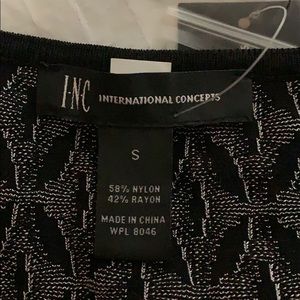 I·N·C INTERNATIONAL CONCEPTS®
S
58% NYLON
42% RAYON
MADE IN CHINA
WPL 8046